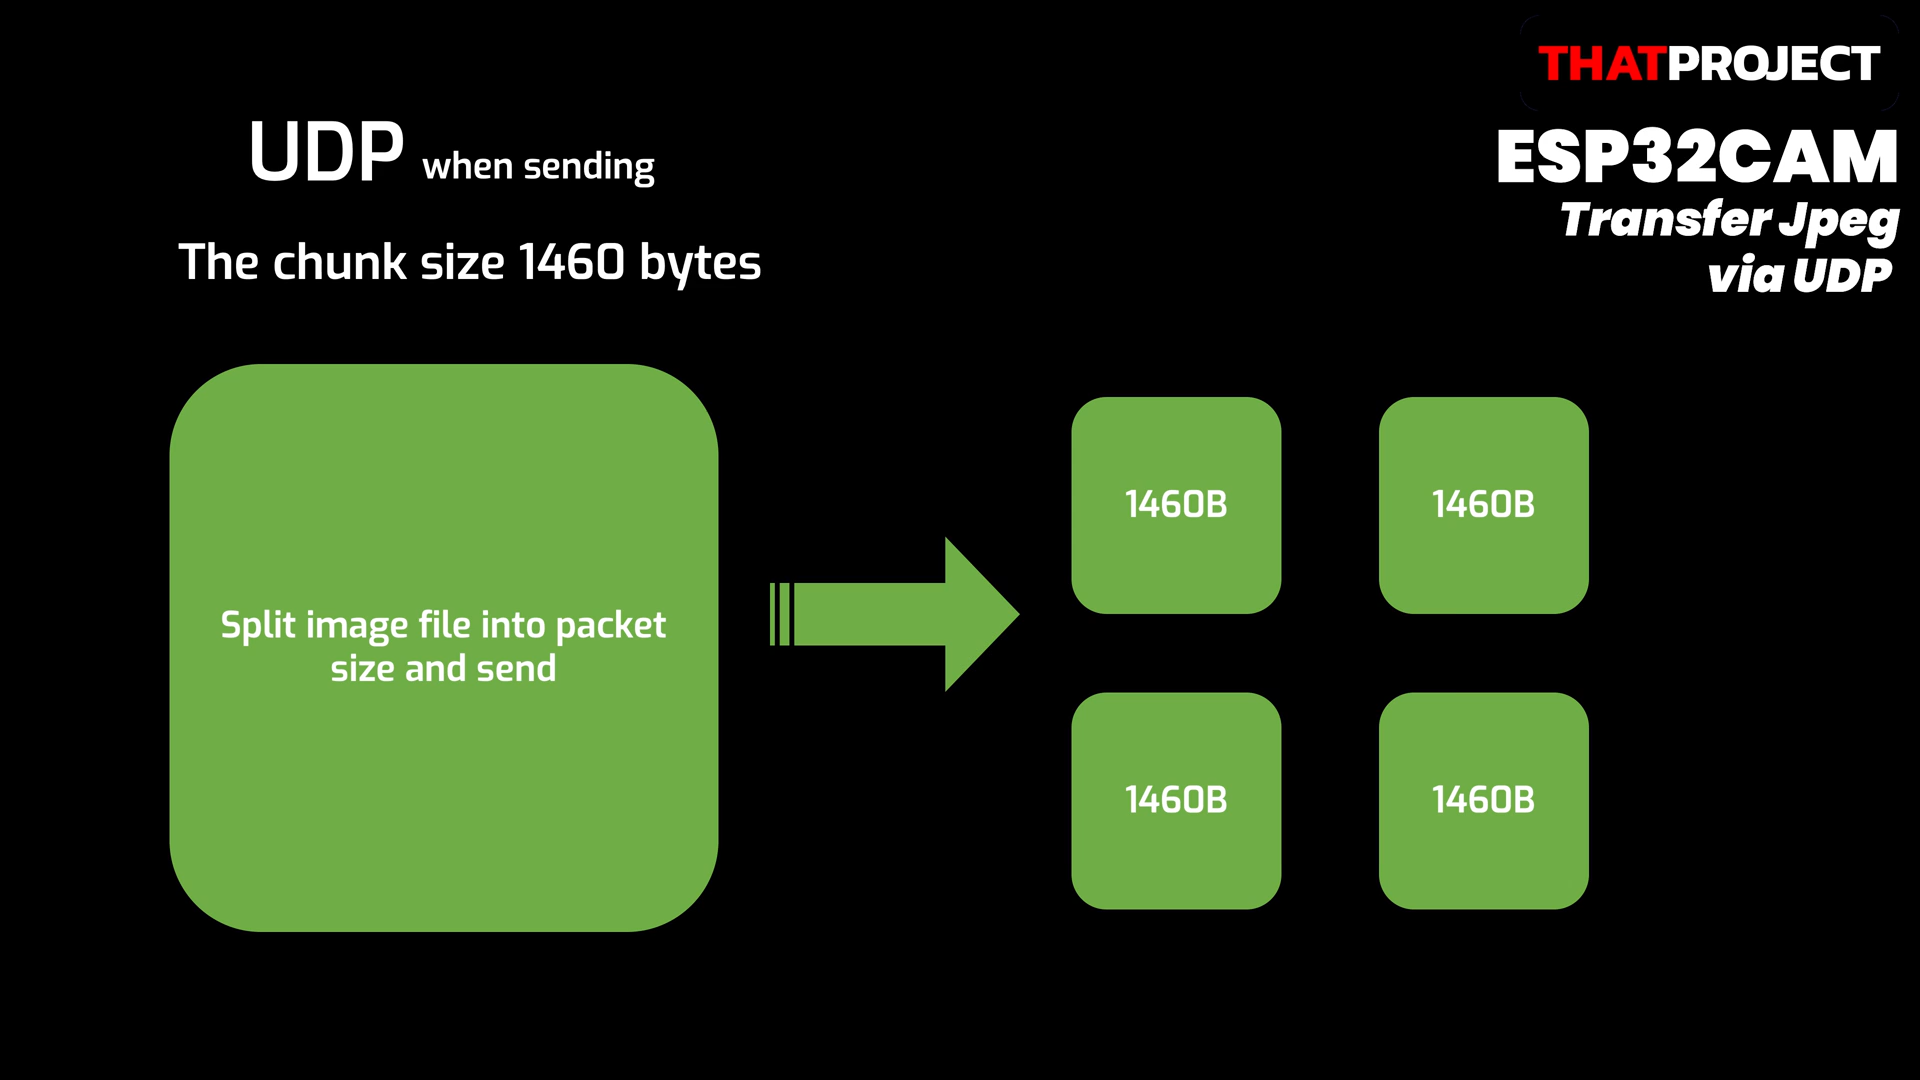 THATPROJECT
ESP32CAM
Transfer Jpeg
via UDP
UDP when sending
The chunk size 1460 bytes
Split image file into packet
size and send
1460B
1460B
1460B
1460B